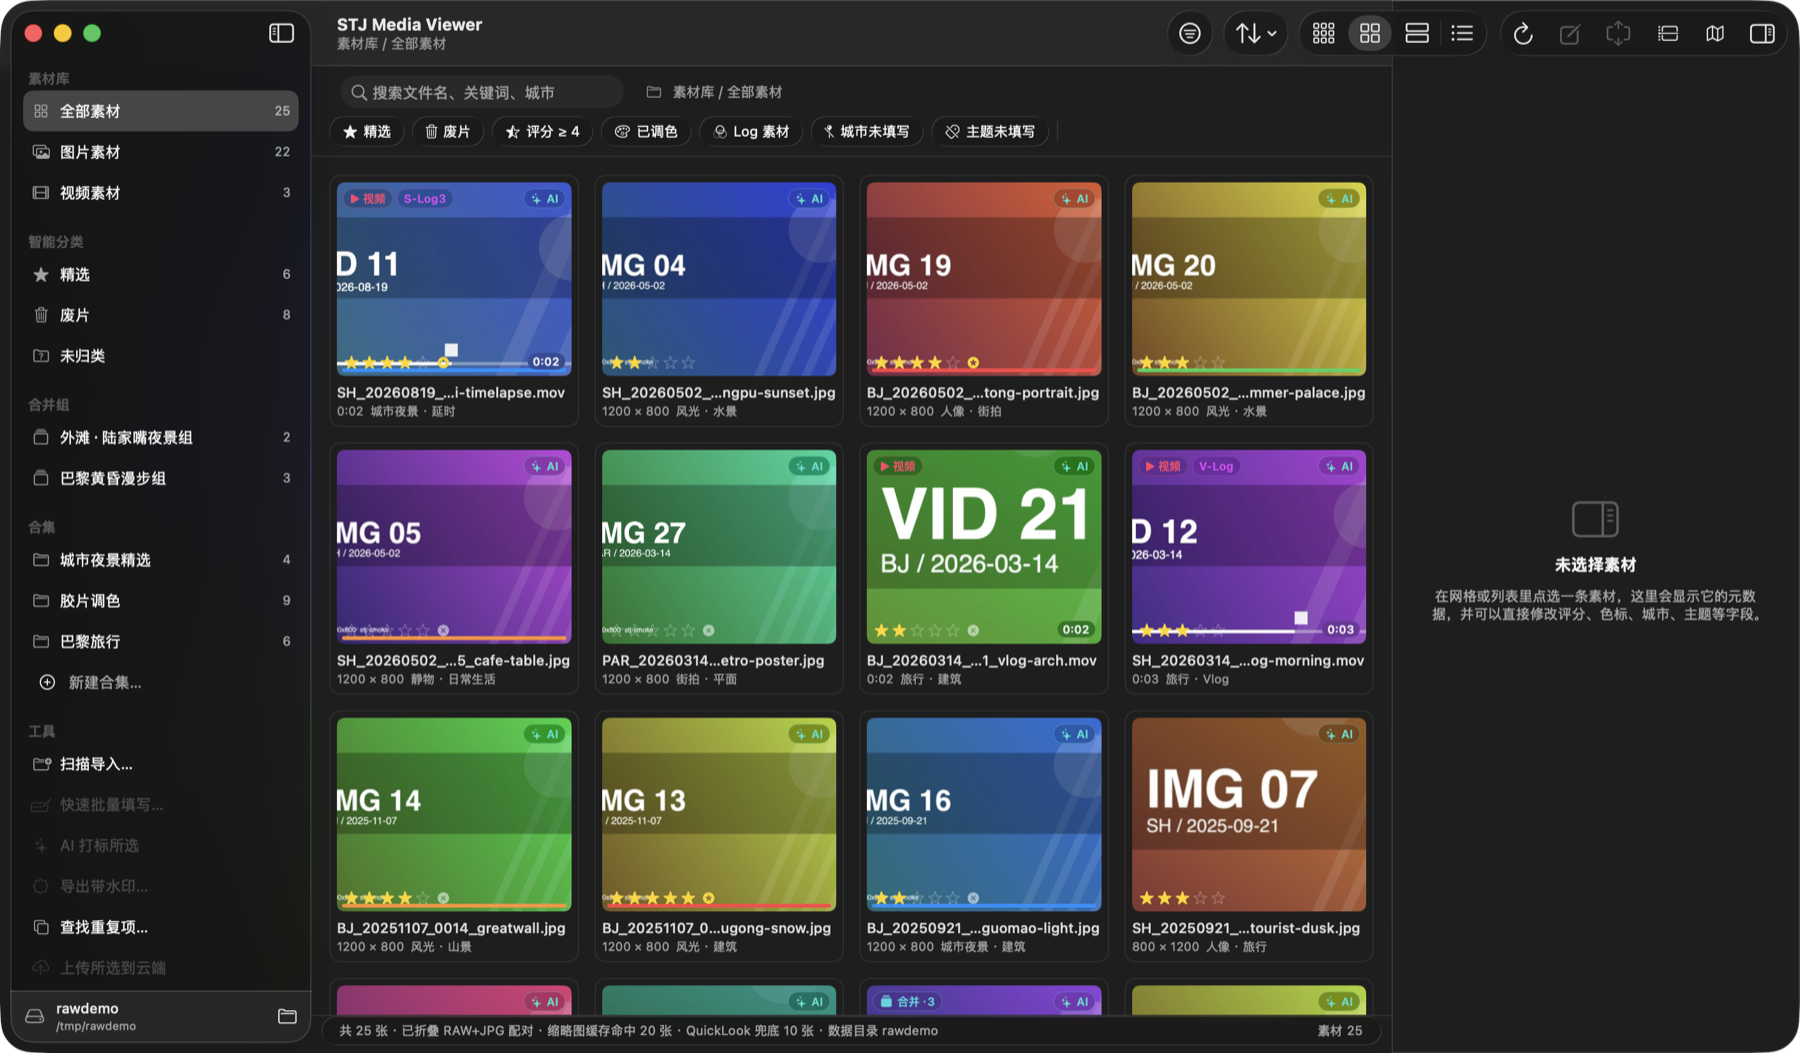 STJ Media Viewer
素材库 / 全部素材
素材库
全部素材 25
图片素材 22
视频素材 3
智能分类
精选 6
废片 8
未归类
合并组
外滩 · 陆家嘴夜景组 2
巴黎黄昏漫步组 3
合集
城市夜景精选 4
胶片调色 9
巴黎旅行 6
新建合集...
工具
扫描导入...
快速批量填写...
AI 打标所选
导出带水印...
查找重复项...
上传所选到云端
rawdemo
/tmp/rawdemo
搜索文件名、关键词、城市
素材库 / 全部素材
精选 废片 评分 ≥ 4 已调色 Log 素材 城市未填写 主题未填写
视频 S-Log3 AI
D 11
026-08-19
0:02
SH_20260819_...i-timelapse.mov
0:02 城市夜景 · 延时
AI
MG 04
/ 2026-05-02
SH_20260502_...ngpu-sunset.jpg
1200 × 800 风光 · 水景
AI
MG 19
/ 2026-05-02
BJ_20260502_...tong-portrait.jpg
1200 × 800 人像 · 街拍
AI
MG 20
/ 2026-05-02
BJ_20260502_...mmer-palace.jpg
1200 × 800 风光 · 水景
AI
MG 05
/ 2026-05-02
SH_20260502_...5_cafe-table.jpg
1200 × 800 静物 · 日常生活
AI
MG 27
AR / 2026-03-14
PAR_20260314...etro-poster.jpg
1200 × 800 街拍 · 平面
视频 AI
VID 21
BJ / 2026-03-14
0:02
BJ_20260314_...1_vlog-arch.mov
0:02 旅行 · 建筑
视频 V-Log AI
D 12
026-03-14
0:03
SH_20260314_...og-morning.mov
0:03 旅行 · Vlog
AI
MG 14
/ 2025-11-07
BJ_20251107_0014_greatwall.jpg
1200 × 800 风光 · 山景
AI
MG 13
/ 2025-11-07
BJ_20251107_0...ugong-snow.jpg
1200 × 800 风光 · 建筑
AI
MG 16
/ 2025-09-21
BJ_20250921_...guomao-light.jpg
1200 × 800 城市夜景 · 建筑
AI
IMG 07
SH / 2025-09-21
SH_20250921_...tourist-dusk.jpg
800 × 1200 人像 · 旅行
AI
AI
合并 · 3 AI
AI
共 25 张 · 已折叠 RAW+JPG 配对 · 缩略图缓存命中 20 张 · QuickLook 兜底 10 张 · 数据目录 rawdemo
素材 25
未选择素材
在网格或列表里点选一条素材，这里会显示它的元数
据，并可以直接修改评分、色标、城市、主题等字段。